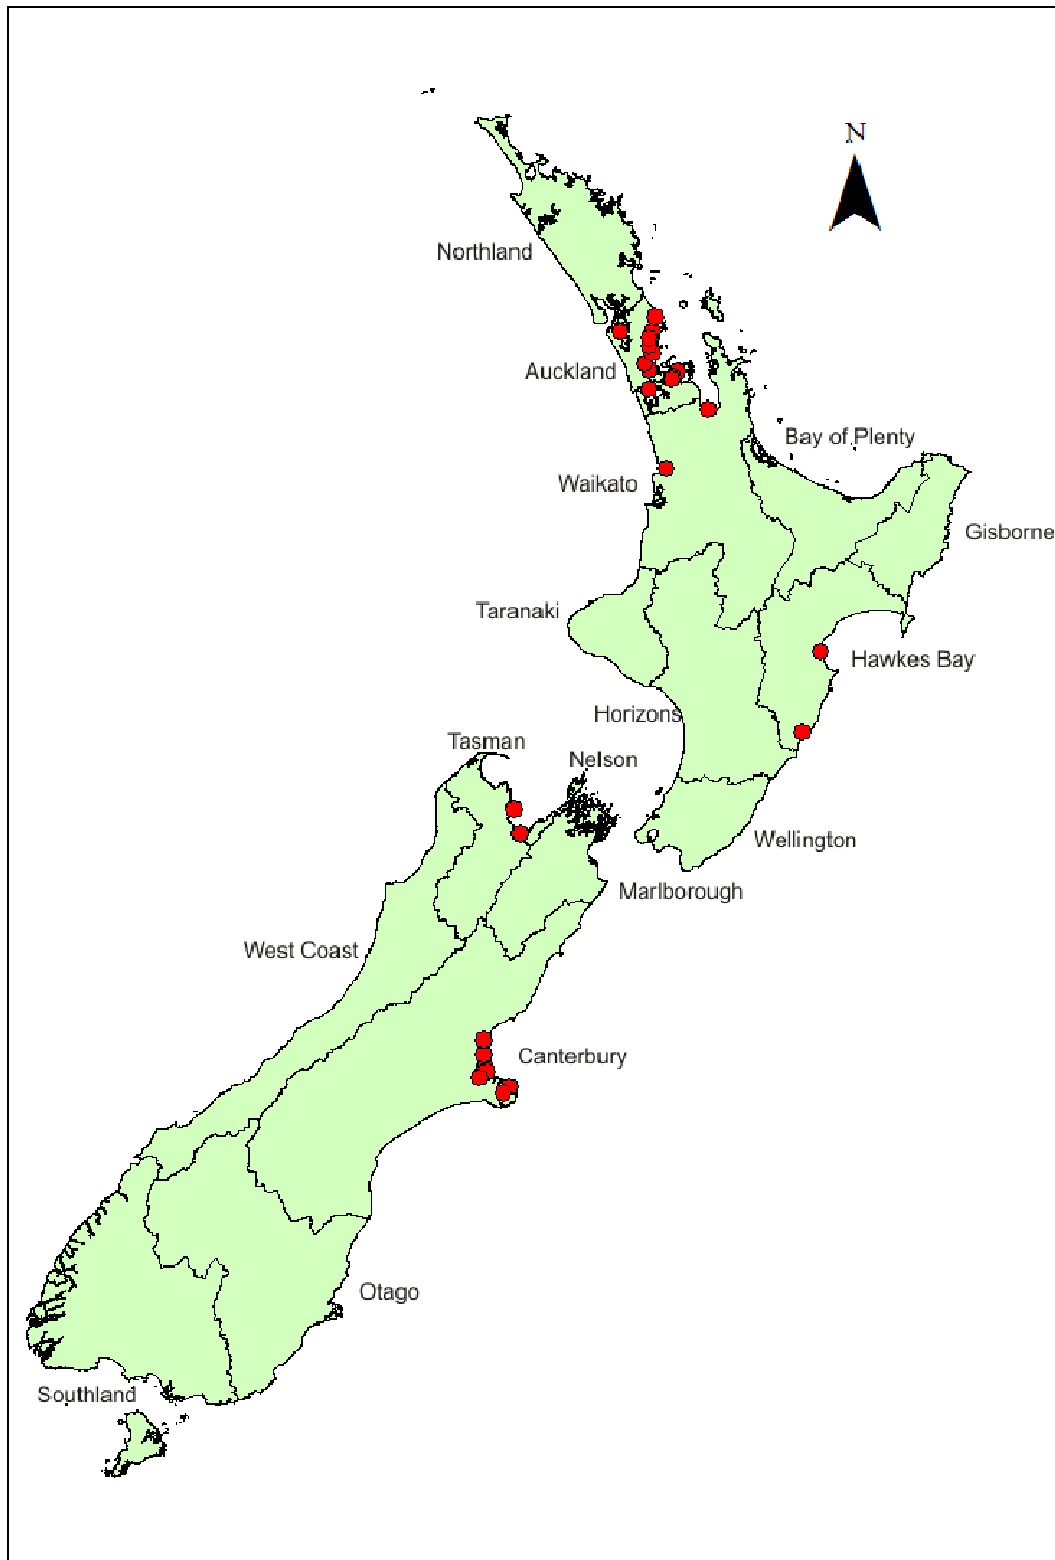 N
Northland
Auckland
Bay of Plenty
Waikato
Gisborne
Taranaki
Hawkes Bay
Horizons
Tasman
Nelson
Wellington
Marlborough
West Coast
Canterbury
Otago
Southland